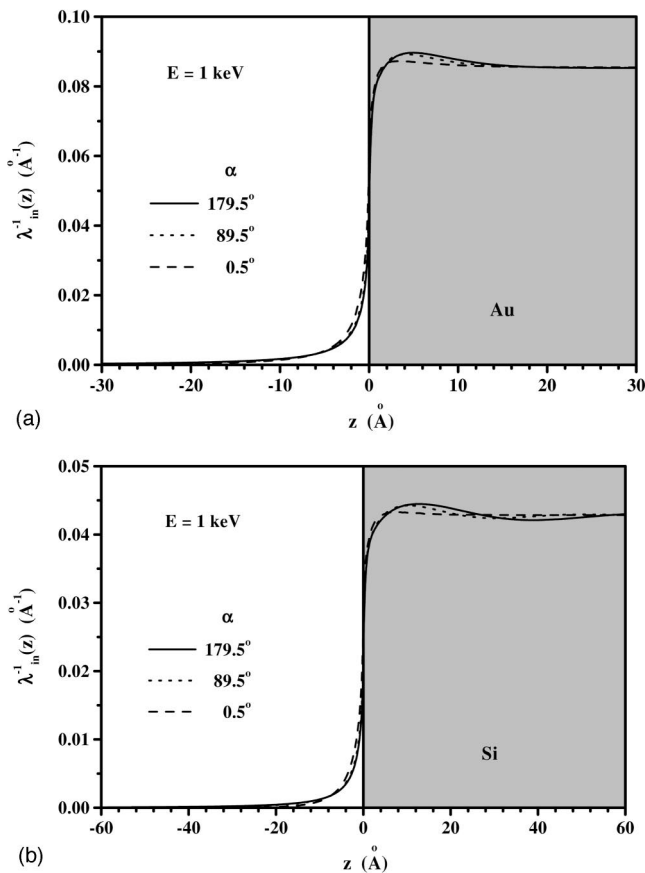 0.10
0.08
0.06
0.04
0.02
0.00
λ⁻¹ᵢₙ(z) (Å⁻¹)
E = 1 keV
α
179.5°
89.5°
0.5°
Au
-30 -20 -10 0 10 20 30
z (Å)
(a)
0.05
0.04
0.03
0.02
0.01
0.00
λ⁻¹ᵢₙ(z) (Å⁻¹)
E = 1 keV
α
179.5°
89.5°
0.5°
Si
-60 -40 -20 0 20 40 60
z (Å)
(b)